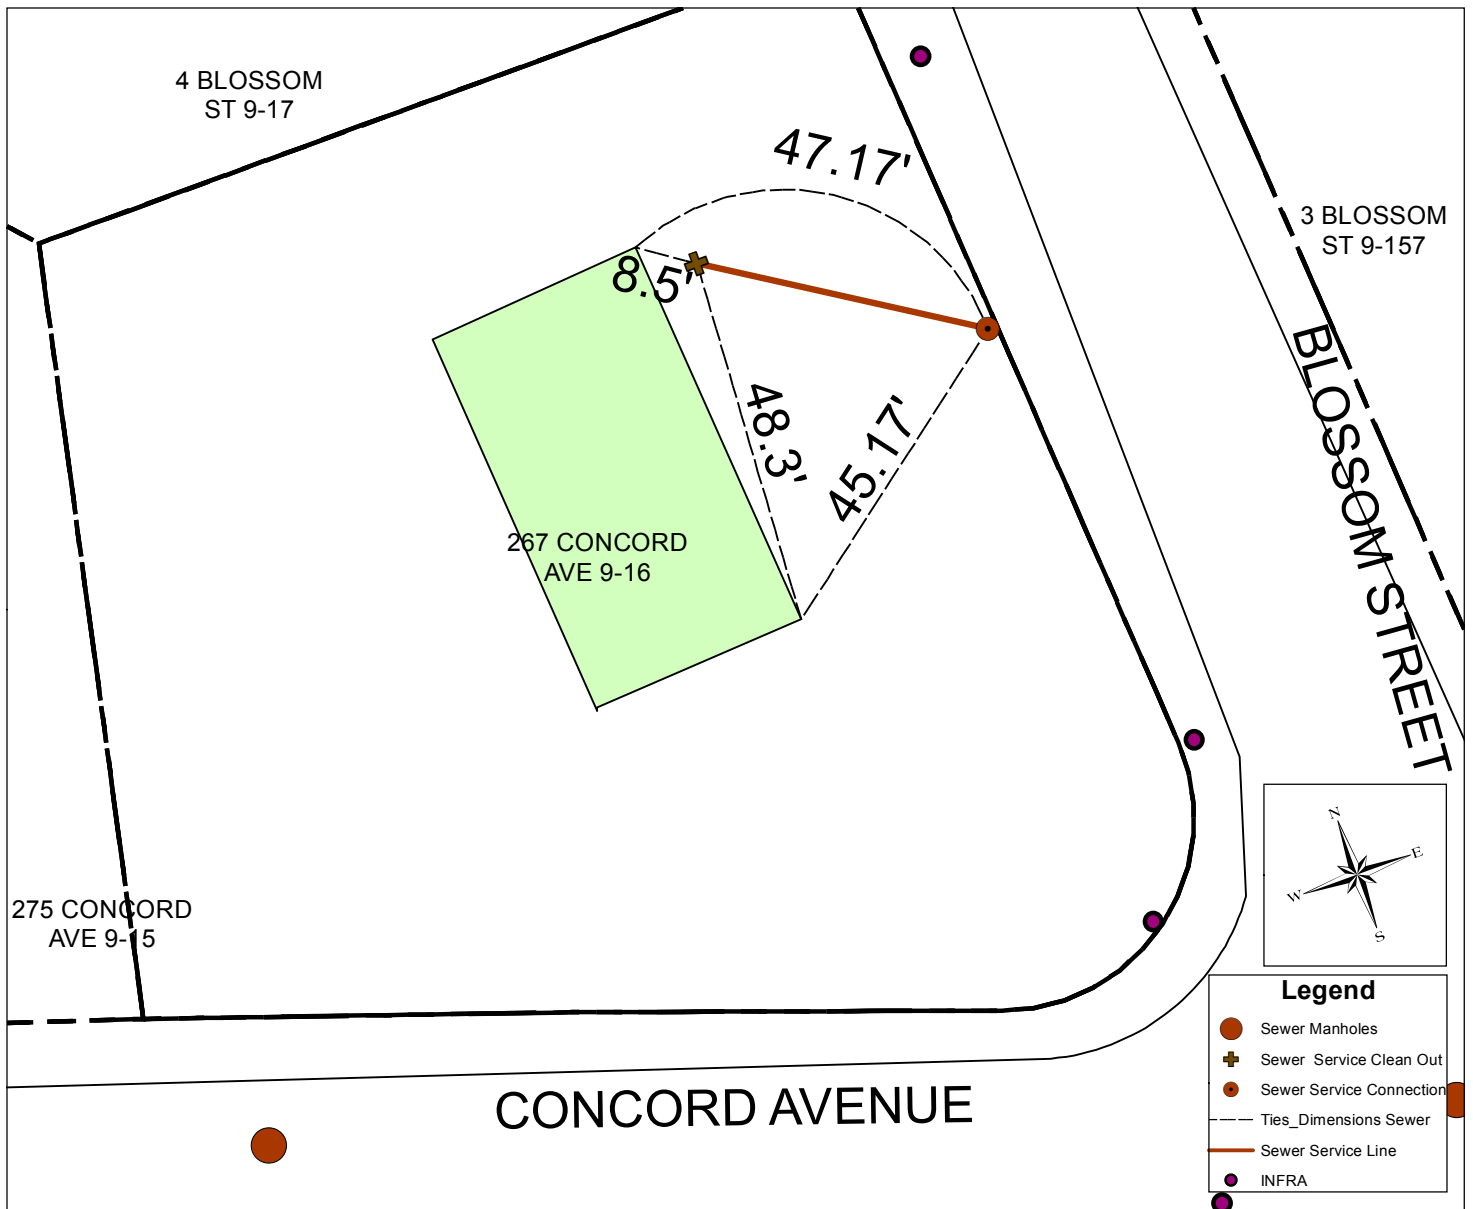 4 BLOSSOM
ST 9-17
47.17'
3 BLOSSOM
ST 9-157
8.5'
48.3'
45.17'
BLOSSOM STREET
267 CONCORD
AVE 9-16
275 CONCORD
AVE 9-15
N
E
W
S
CONCORD AVENUE
Legend
Sewer Manholes
Sewer Service Clean Out
Sewer Service Connection
Ties_Dimensions Sewer
Sewer Service Line
INFRA